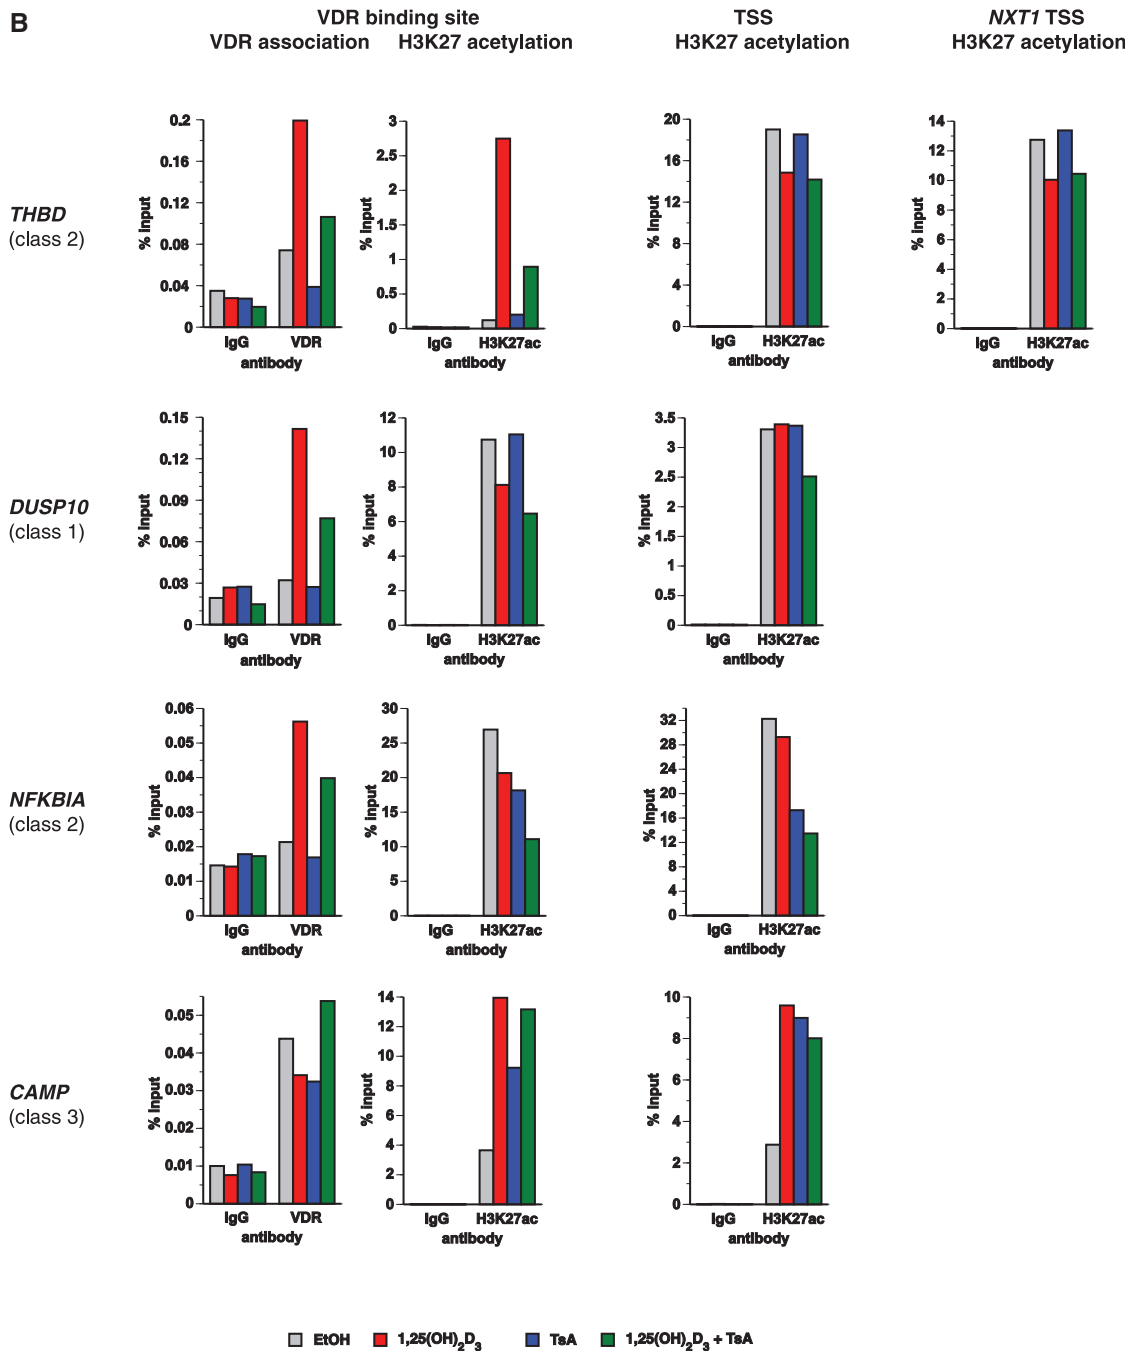 B
VDR binding site
VDR association
H3K27 acetylation
TSS
H3K27 acetylation
NXT1 TSS
H3K27 acetylation
THBD
(class 2)
% input
0.2
0.16
0.12
0.08
0.04
0
IgG VDR
antibody
% input
3
2.5
2
1.5
1
0.5
0
IgG H3K27ac
antibody
% input
20
16
12
8
4
0
IgG H3K27ac
antibody
% input
14
12
10
8
6
4
2
0
IgG H3K27ac
antibody
DUSP10
(class 1)
% input
0.15
0.12
0.09
0.06
0.03
0
IgG VDR
antibody
% input
12
10
8
6
4
2
0
IgG H3K27ac
antibody
% input
3.5
3
2.5
2
1.5
1
0.5
0
IgG H3K27ac
antibody
NFKBIA
(class 2)
% input
0.06
0.05
0.04
0.03
0.02
0.01
0
IgG VDR
antibody
% input
30
25
20
15
10
5
0
IgG H3K27ac
antibody
% input
32
28
24
20
16
12
8
4
0
IgG H3K27ac
antibody
CAMP
(class 3)
% input
0.05
0.04
0.03
0.02
0.01
0
IgG VDR
antibody
% input
14
12
10
8
6
4
2
0
IgG H3K27ac
antibody
% input
10
8
6
4
2
0
IgG H3K27ac
antibody
EtOH 1,25(OH)₂D₃ TsA 1,25(OH)₂D₃ + TsA